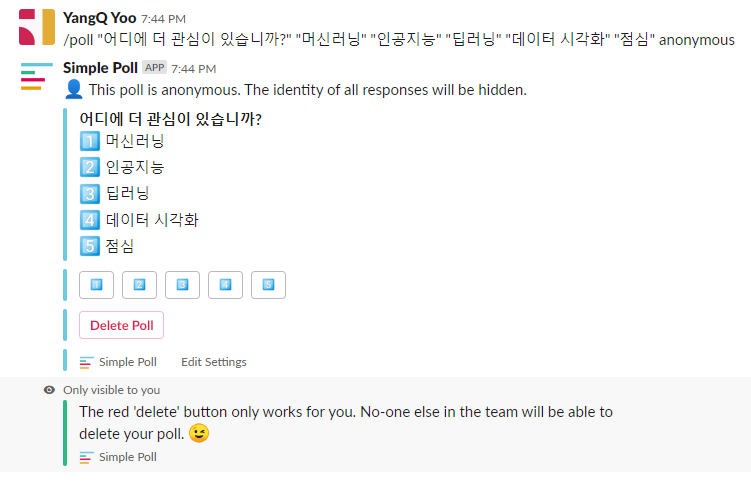 YangQ Yoo 7:44 PM
/poll "어디에 더 관심이 있습니까?" "머신러닝" "인공지능" "딥러닝" "데이터 시각화" "점심" anonymous
Simple Poll APP 7:44 PM
👤 This poll is anonymous. The identity of all responses will be hidden.
어디에 더 관심이 있습니까?
1️⃣ 머신러닝
2️⃣ 인공지능
3️⃣ 딥러닝
4️⃣ 데이터 시각화
5️⃣ 점심
1️⃣ 2️⃣ 3️⃣ 4️⃣ 5️⃣
Delete Poll
Simple Poll Edit Settings
Only visible to you
The red 'delete' button only works for you. No-one else in the team will be able to
delete your poll. 😉
Simple Poll